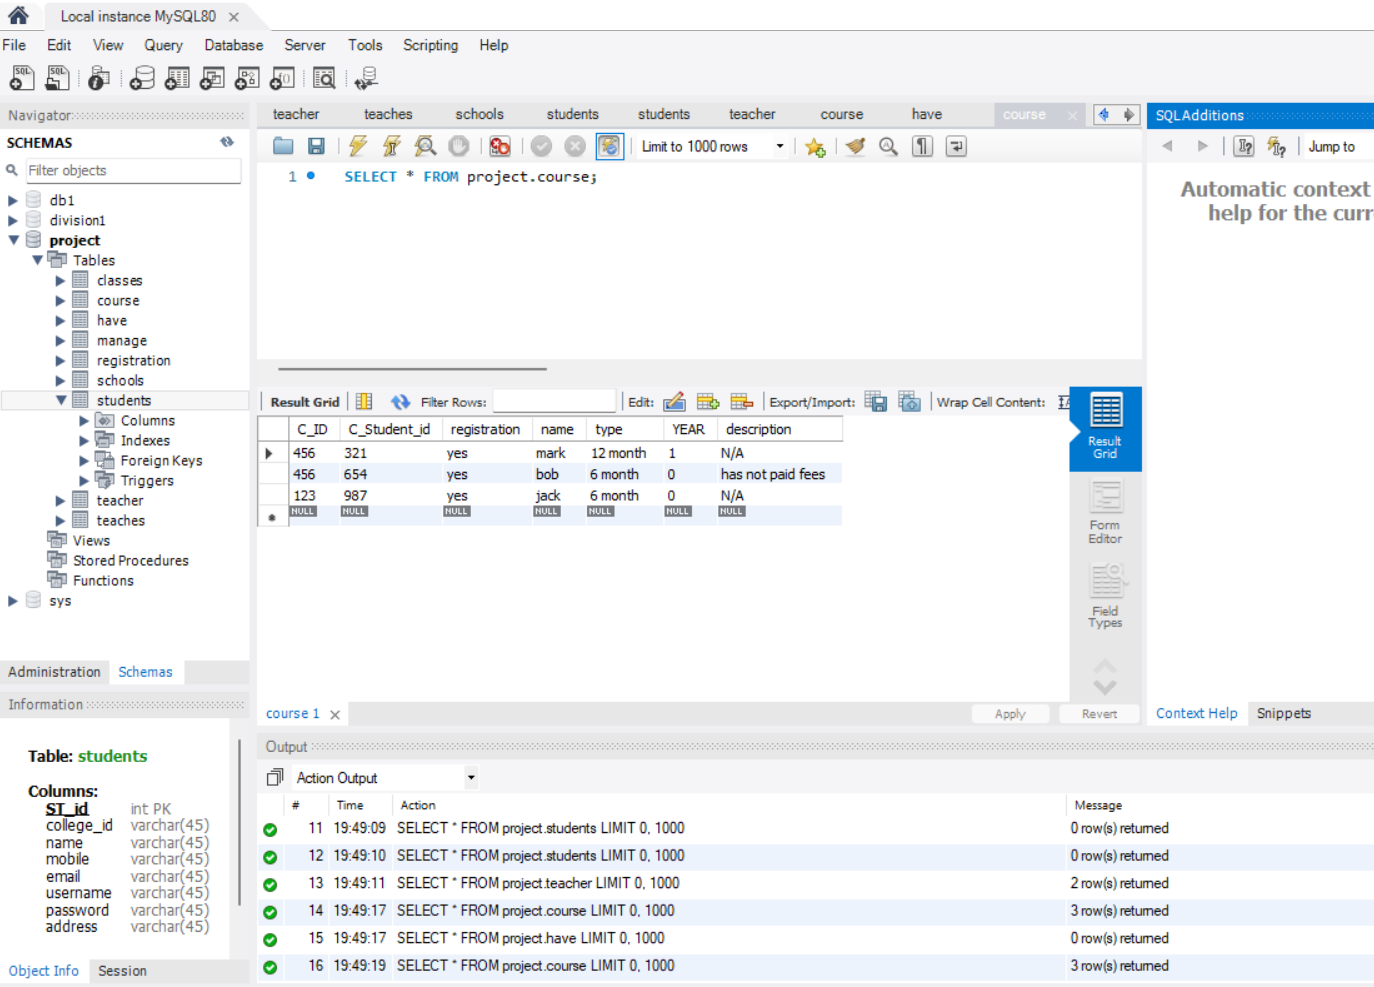 Local instance MySQL80 ×
File Edit View Query Database Server Tools Scripting Help
Navigator
SCHEMAS
Filter objects
db1
division1
project
Tables
classes
course
have
manage
registration
schools
students
Columns
Indexes
Foreign Keys
Triggers
teacher
teaches
Views
Stored Procedures
Functions
sys
Administration Schemas
Information
Table: students
Columns:
ST_id int PK
college_id varchar(45)
name varchar(45)
mobile varchar(45)
email varchar(45)
username varchar(45)
password varchar(45)
address varchar(45)
Object Info Session
teacher teaches schools students students teacher course have course ×
Limit to 1000 rows
1 SELECT * FROM project.course;
Result Grid Filter Rows: Edit: Export/Import: Wrap Cell Content:
C_ID C_Student_id registration name type YEAR description
456 321 yes mark 12 month 1 N/A
456 654 yes bob 6 month 0 has not paid fees
123 987 yes jack 6 month 0 N/A
NULL NULL NULL NULL NULL NULL NULL
Result Grid
Form Editor
Field Types
course 1 × Apply Revert
SQLAdditions
Jump to
Automatic context
help for the curr
Context Help Snippets
Output
Action Output
# Time Action Message
11 19:49:09 SELECT * FROM project.students LIMIT 0, 1000 0 row(s) returned
12 19:49:10 SELECT * FROM project.students LIMIT 0, 1000 0 row(s) returned
13 19:49:11 SELECT * FROM project.teacher LIMIT 0, 1000 2 row(s) returned
14 19:49:17 SELECT * FROM project.course LIMIT 0, 1000 3 row(s) returned
15 19:49:17 SELECT * FROM project.have LIMIT 0, 1000 0 row(s) returned
16 19:49:19 SELECT * FROM project.course LIMIT 0, 1000 3 row(s) returned